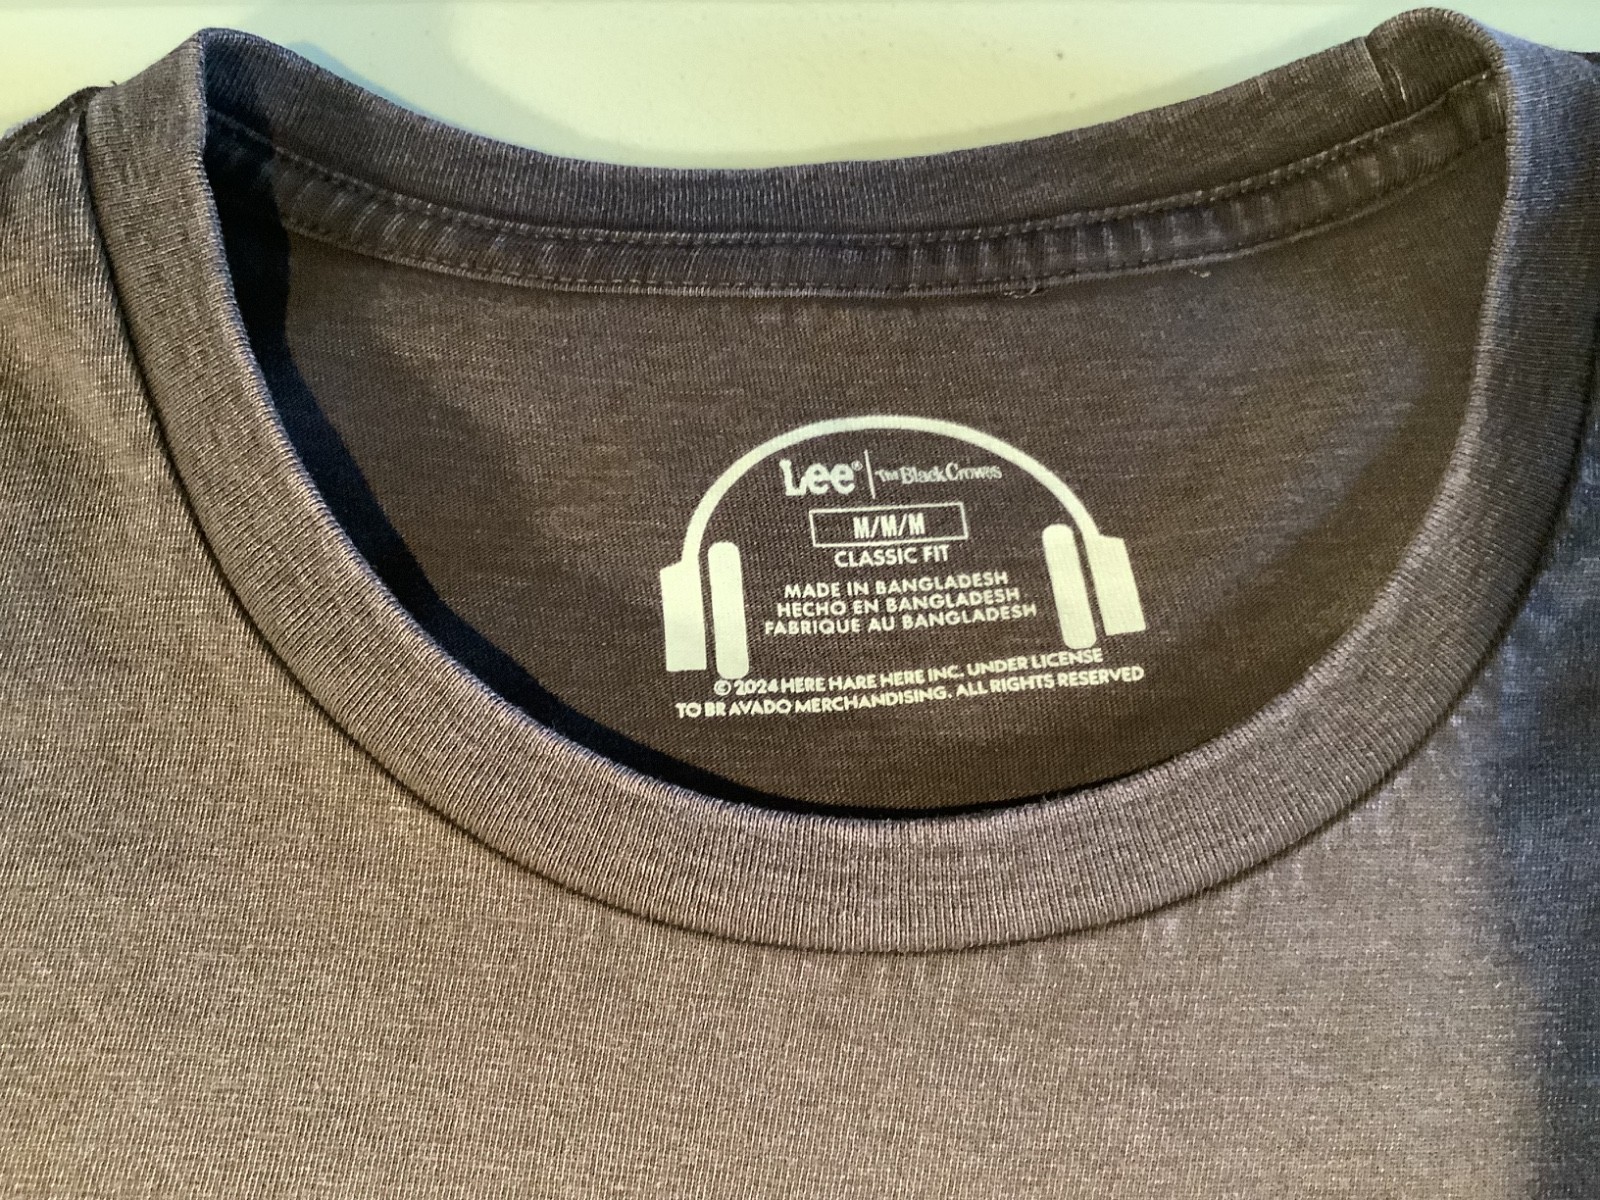 Lee® | The Black Crowes
M/M/M
CLASSIC FIT
MADE IN BANGLADESH
HECHO EN BANGLADESH
FABRIQUE AU BANGLADESH
© 2024 HERE HARE HERE INC. UNDER LICENSE
TO BRAVADO MERCHANDISING. ALL RIGHTS RESERVED